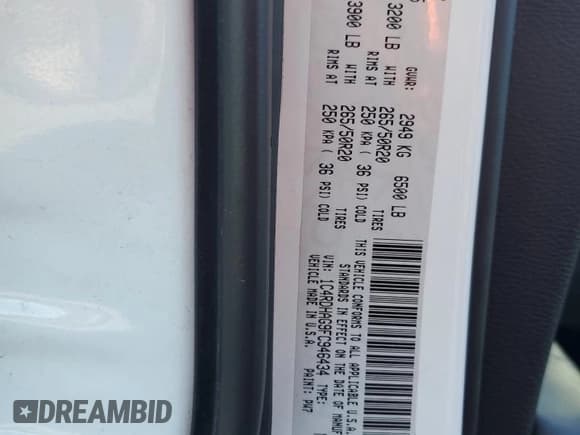 GVWR: 2949 KG 6500 LB
3200 LB WITH 265/50R20 TIRES
RIMS AT 250 KPA ( 36 PSI) COLD
3900 LB WITH 265/50R20 TIRES
RIMS AT 250 KPA ( 36 PSI) COLD
THIS VEHICLE CONFORMS TO ALL APPLICABLE U.S.A.
STANDARDS IN EFFECT ON THE DATE OF MANUF
VIN: 1C4RDHAG9FC946434 TYPE:
VEHICLE MADE IN U.S.A. PAINT: PW7
DREAMBID